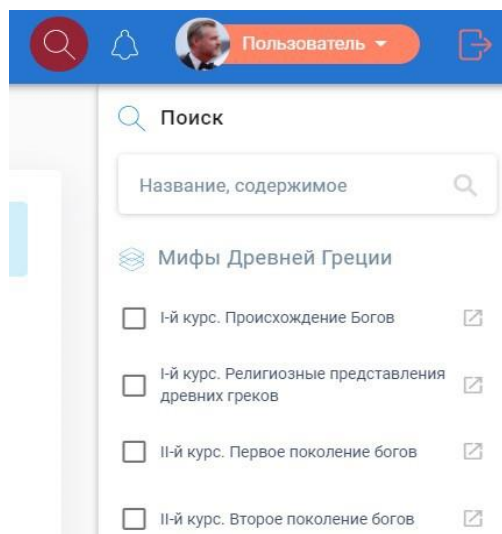 Пользователь
Поиск
Название, содержимое
Мифы Древней Греции
I-й курс. Происхождение Богов
I-й курс. Религиозные представления
древних греков
II-й курс. Первое поколение богов
II-й курс. Второе поколение богов